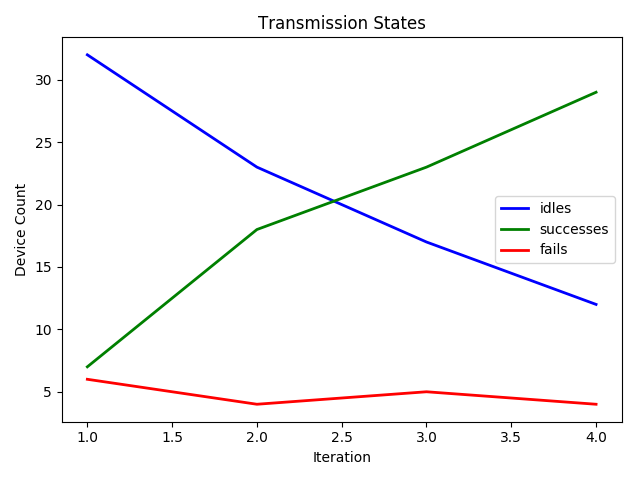 Transmission States
Device Count
30
25
20
15
10
5
idles
successes
fails
1.0 1.5 2.0 2.5 3.0 3.5 4.0
Iteration